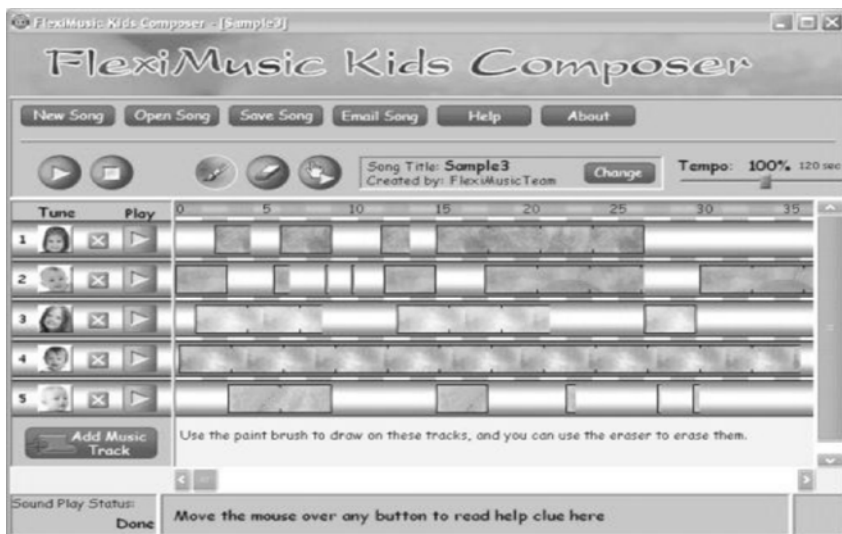 FlexiMusic Kids Composer - [Sample3]
FlexiMusic Kids Composer
New Song Open Song Save Song Email Song Help About
Song Title: Sample3
Created by: FlexiMusicTeam
Change
Tempo: 100% 120 sec
Tune Play 0 5 10 15 20 25 30 35
1
2
3
4
5
Add Music
Track
Use the paint brush to draw on these tracks, and you can use the eraser to erase them.
Sound Play Status:
Done
Move the mouse over any button to read help clue here